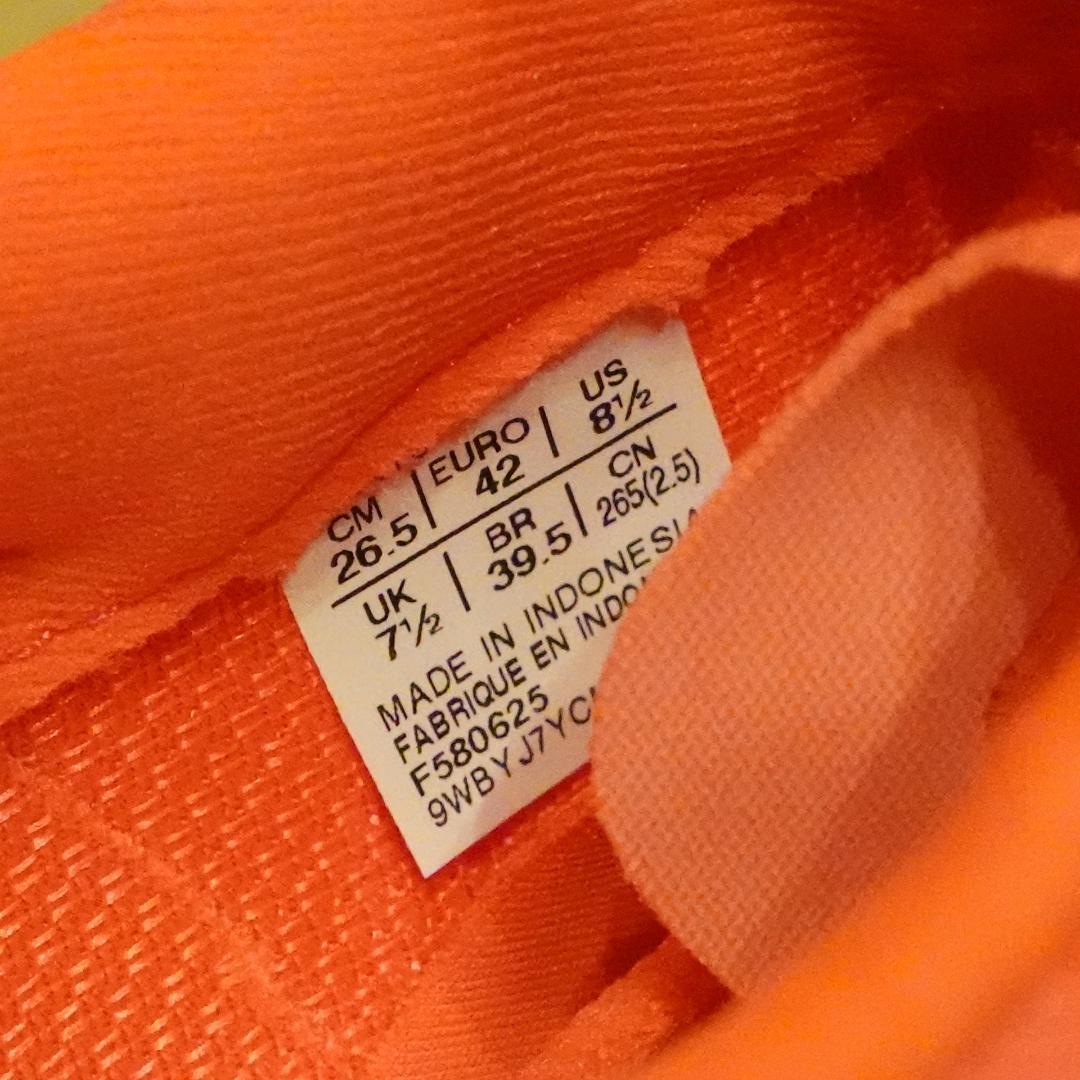 CM | EURO | US
26.5 | 42 | 8½
UK | BR | CN
7½ | 39.5 | 265(2.5)
MADE IN INDONESIA
FABRIQUE EN INDO
F580625
9WBYJ7YC